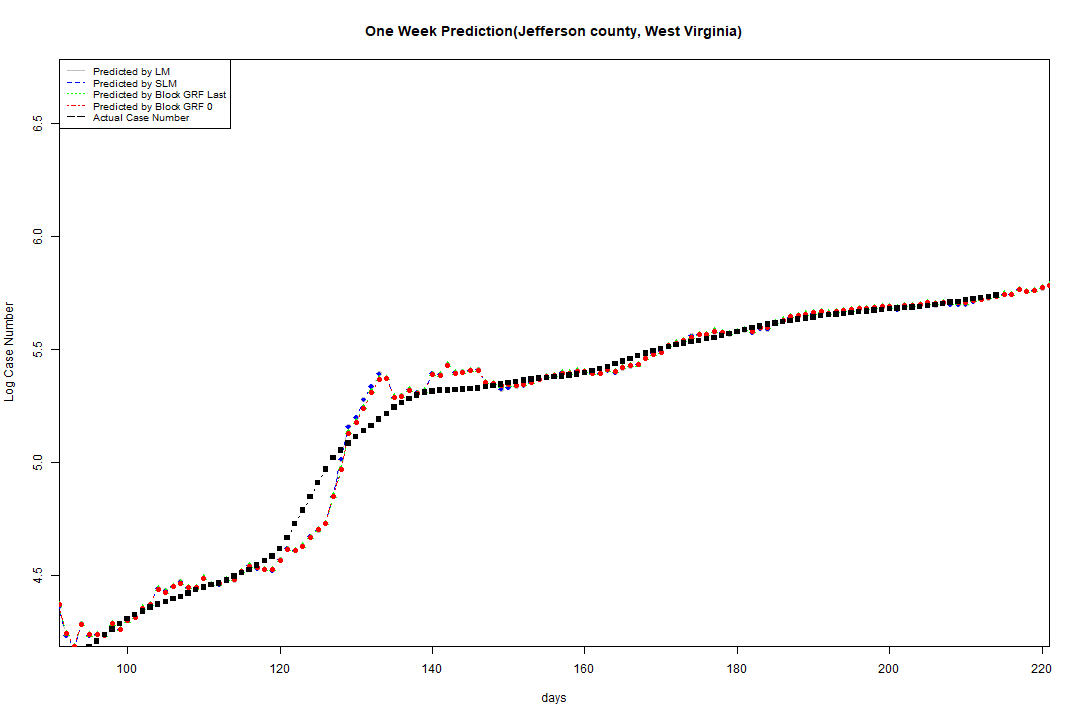 One Week Prediction(Jefferson county, West Virginia)
Predicted by LM
Predicted by SLM
Predicted by Block GRF Last
Predicted by Block GRF 0
Actual Case Number
6.5
6.0
5.5
5.0
4.5
Log Case Number
100 120 140 160 180 200 220
days